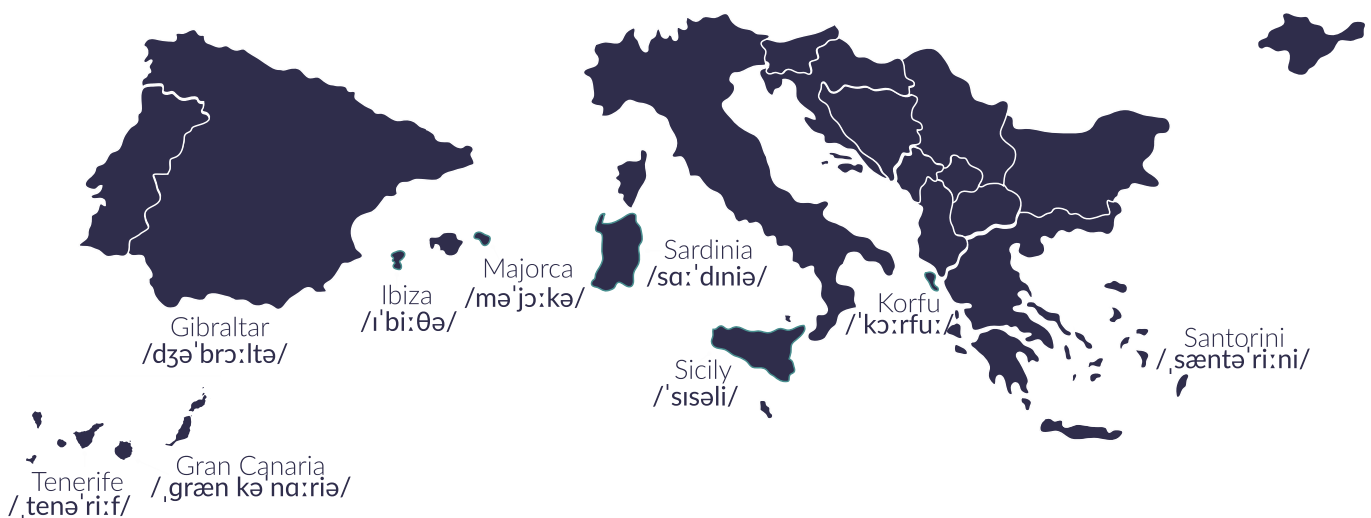 Gibraltar
/dʒəˈbrɔːltə/
Ibiza
/ɪˈbiːθə/
Majorca
/məˈjɔːkə/
Sardinia
/sɑːˈdɪniə/
Sicily
/ˈsɪsəli/
Korfu
/ˈkɔːrfuː/
Santorini
/ˌsæntəˈriːni/
Tenerife
/ˌtenəˈriːf/
Gran Canaria
/ˌɡræn kəˈnɑːriə/